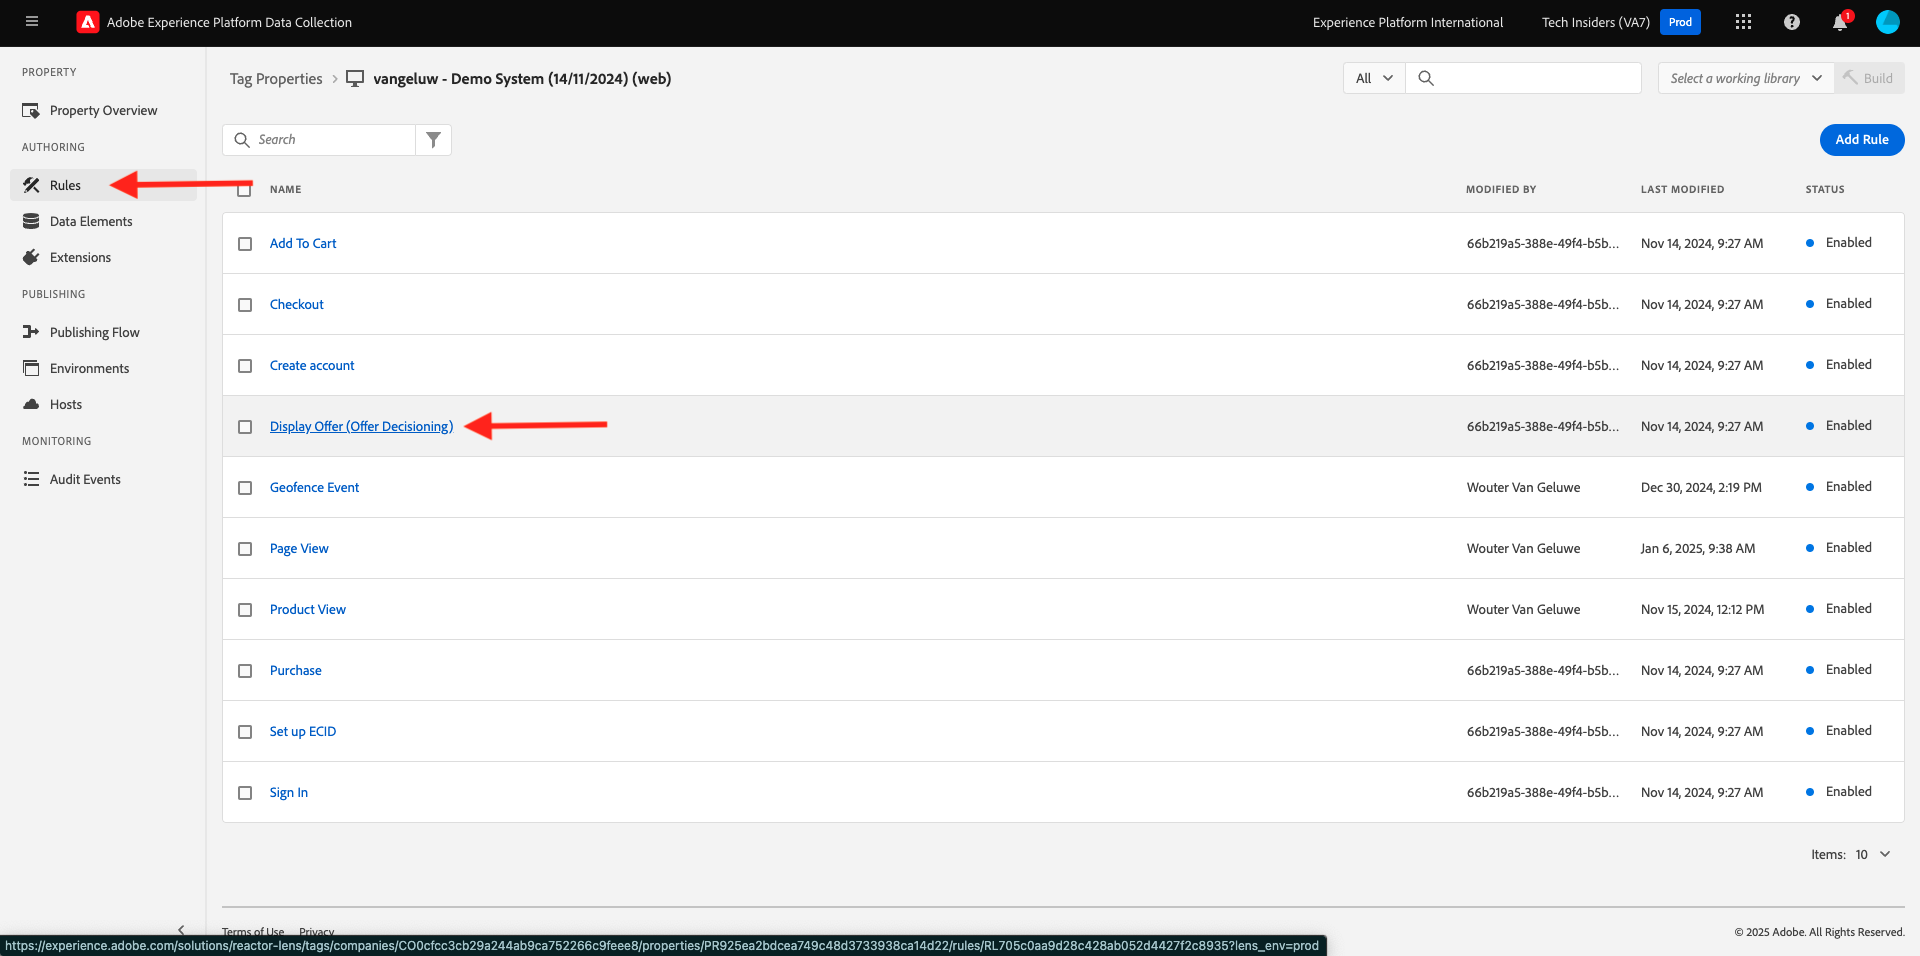 Adobe Experience Platform Data Collection
Experience Platform International
Tech Insiders (VA7)
Prod
1
PROPERTY
Property Overview
AUTHORING
Rules
Data Elements
Extensions
PUBLISHING
Publishing Flow
Environments
Hosts
MONITORING
Audit Events
Tag Properties
vangeluw - Demo System (14/11/2024) (web)
All
Select a working library
Build
Search
Add Rule
NAME MODIFIED BY LAST MODIFIED STATUS
Add To Cart 66b219a5-388e-49f4-b5b... Nov 14, 2024, 9:27 AM Enabled
Checkout 66b219a5-388e-49f4-b5b... Nov 14, 2024, 9:27 AM Enabled
Create account 66b219a5-388e-49f4-b5b... Nov 14, 2024, 9:27 AM Enabled
Display Offer (Offer Decisioning) 66b219a5-388e-49f4-b5b... Nov 14, 2024, 9:27 AM Enabled
Geofence Event Wouter Van Geluwe Dec 30, 2024, 2:19 PM Enabled
Page View Wouter Van Geluwe Jan 6, 2025, 9:38 AM Enabled
Product View Wouter Van Geluwe Nov 15, 2024, 12:12 PM Enabled
Purchase 66b219a5-388e-49f4-b5b... Nov 14, 2024, 9:27 AM Enabled
Set up ECID 66b219a5-388e-49f4-b5b... Nov 14, 2024, 9:27 AM Enabled
Sign In 66b219a5-388e-49f4-b5b... Nov 14, 2024, 9:27 AM Enabled
Items: 10
Terms of Use Privacy
© 2025 Adobe. All Rights Reserved.
https://experience.adobe.com/solutions/reactor-lens/tags/companies/CO0cfcc3cb29a244ab9ca752266c9feee8/properties/PR925ea2bdcea749c48d3733938ca14d22/rules/RL705c0aa9d28c428ab052d4427f2c8935?lens_env=prod